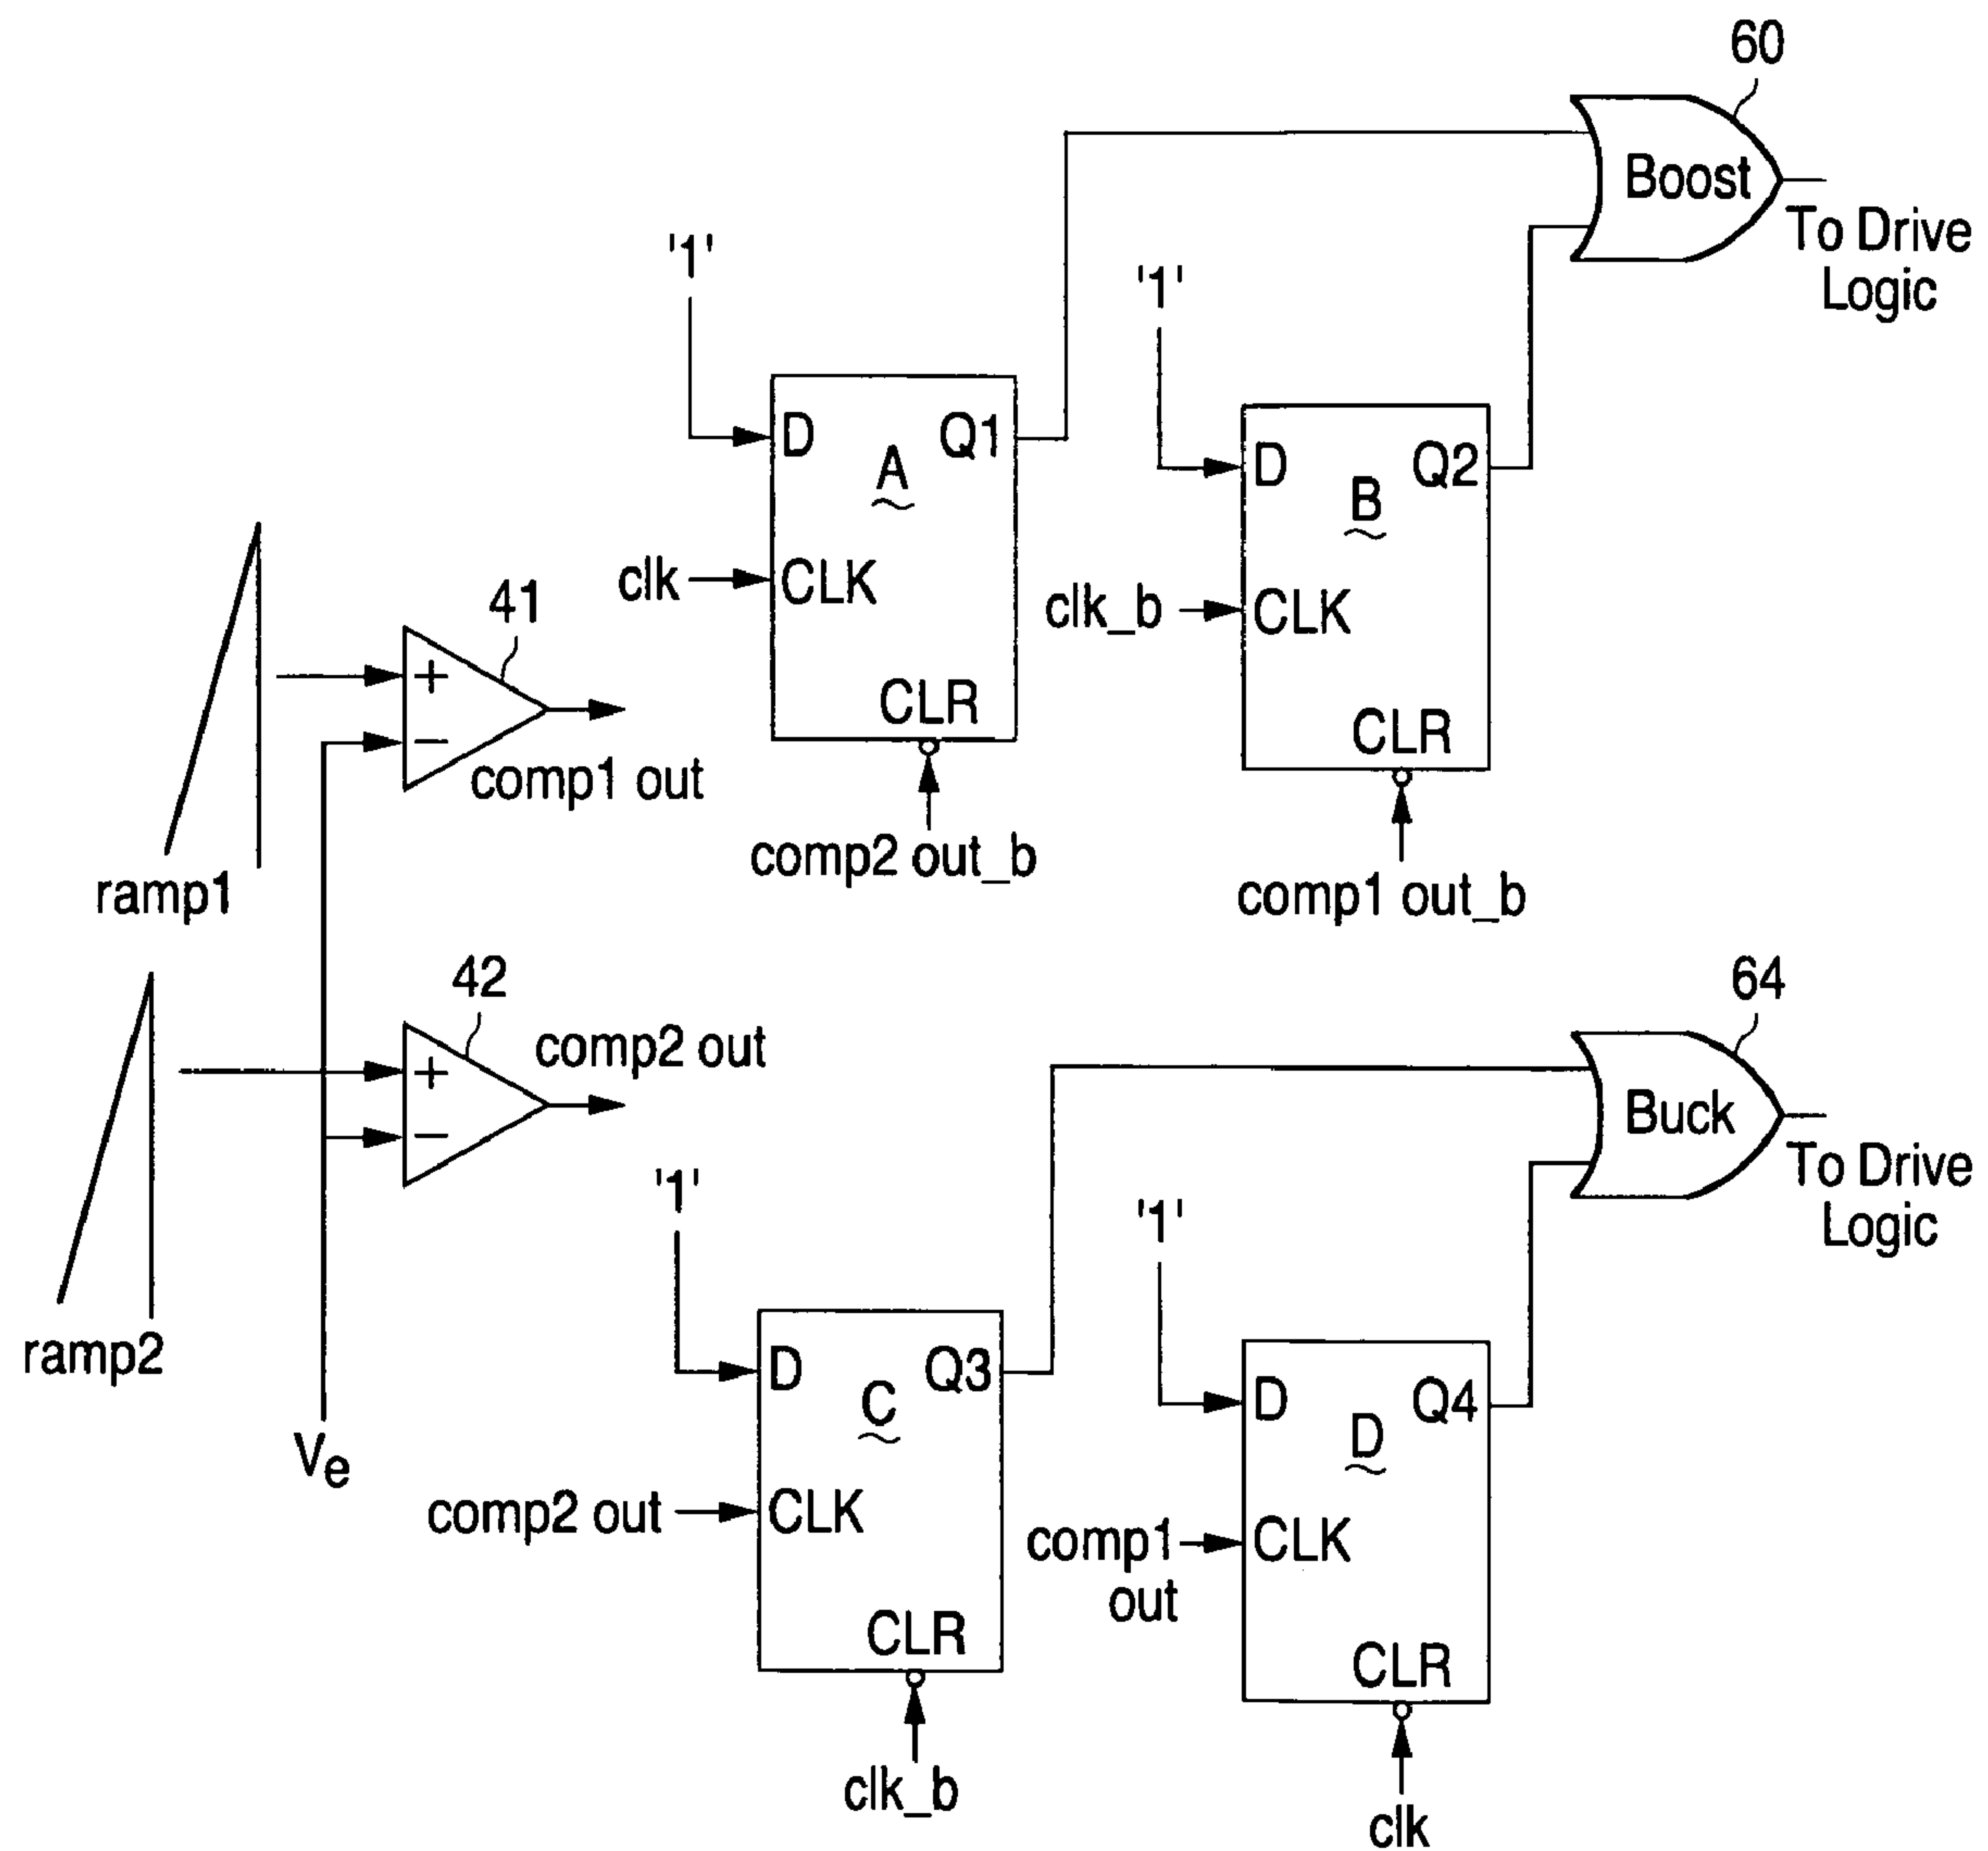 60
Boost
To Drive
Logic
'1'
'1'
D
Q1
A
CLK
clk
CLR
comp2 out_b
D
Q2
B
clk_b
CLK
CLR
comp1 out_b
ramp1
41
+
−
comp1 out
42
+
−
comp2 out
ramp2
Ve
64
Buck
To Drive
Logic
'1'
'1'
D
Q3
C
comp2 out
CLK
CLR
clk_b
D
Q4
D
comp1
out
CLK
CLR
clk